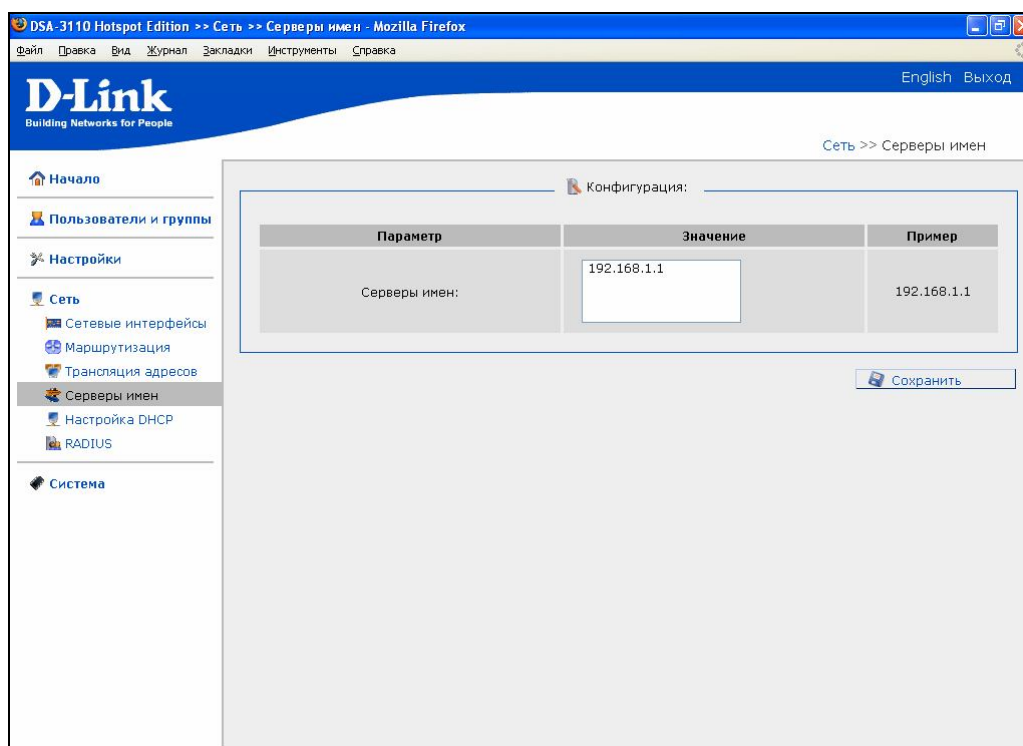 DSA-3110 Hotspot Edition >> Сеть >> Серверы имен - Mozilla Firefox
Файл Правка Вид Журнал Закладки Инструменты Справка
English Выход
D-Link
Building Networks for People
Сеть >> Серверы имен
Начало
Пользователи и группы
Настройки
Сеть
Сетевые интерфейсы
Маршрутизация
Трансляция адресов
Серверы имен
Настройка DHCP
RADIUS
Система
Конфигурация:
Параметр Значение Пример
Серверы имен: 192.168.1.1 192.168.1.1
Сохранить